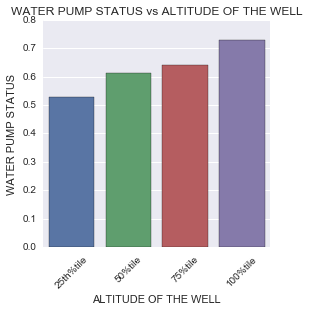 WATER PUMP STATUS vs ALTITUDE OF THE WELL
WATER PUMP STATUS
0.8
0.7
0.6
0.5
0.4
0.3
0.2
0.1
0.0
25th%tile
50%tile
75%tile
100%tile
ALTITUDE OF THE WELL